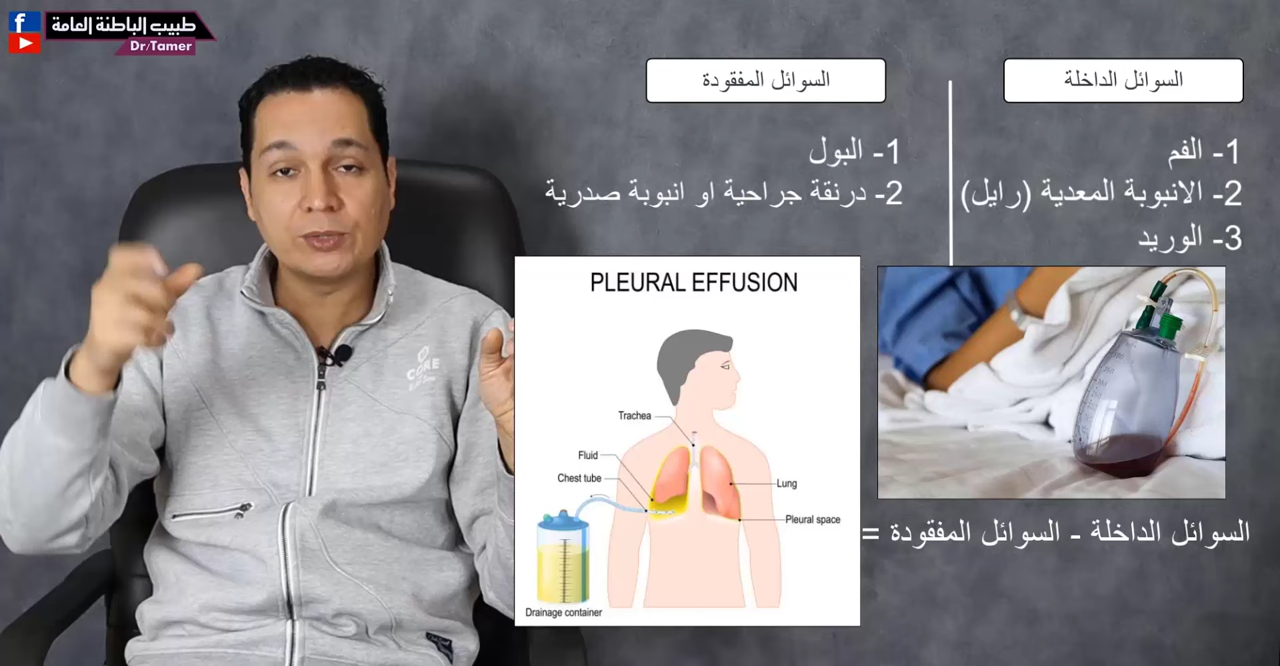 طبيب الباطنة العامة
Dr/Tamer
السوائل الداخلة
1- الفم
2- الانبوبة المعدية (رايل)
3- الوريد
السوائل المفقودة
1- البول
2- درنقة جراحية او انبوبة صدرية
PLEURAL EFFUSION
Trachea
Fluid
Chest tube
Lung
Pleural space
Drainage container
السوائل الداخلة - السوائل المفقودة =
CORE